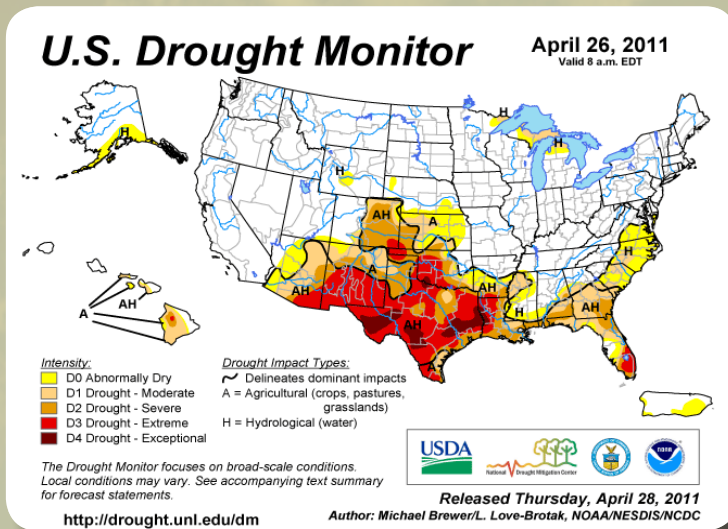 U.S. Drought Monitor
April 26, 2011
Valid 8 a.m. EDT
H
H
H
H
AH
A
H
A
AH
AH
AH
H
AH
A
A
AH
Intensity:
D0 Abnormally Dry
D1 Drought - Moderate
D2 Drought - Severe
D3 Drought - Extreme
D4 Drought - Exceptional
Drought Impact Types:
Delineates dominant impacts
A = Agricultural (crops, pastures,
grasslands)
H = Hydrological (water)
The Drought Monitor focuses on broad-scale conditions.
Local conditions may vary. See accompanying text summary
for forecast statements.
http://drought.unl.edu/dm
USDA
National Drought Mitigation Center
NOAA
Released Thursday, April 28, 2011
Author: Michael Brewer/L. Love-Brotak, NOAA/NESDIS/NCDC